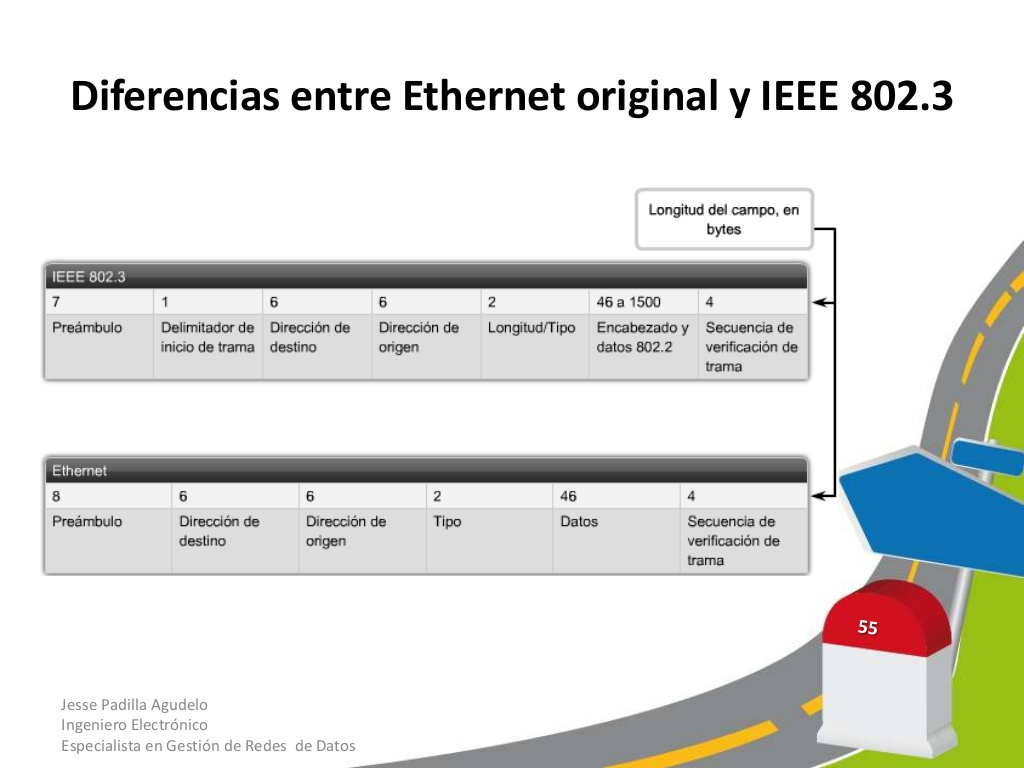 Diferencias entre Ethernet original y IEEE 802.3
Longitud del campo, en
bytes
IEEE 802.3
7 1 6 6 2 46 a 1500 4
Preámbulo Delimitador de Dirección de Dirección de Longitud/Tipo Encabezado y Secuencia de
inicio de trama destino origen datos 802.2 verificación de
trama
Ethernet
8 6 6 2 46 4
Preámbulo Dirección de Dirección de Tipo Datos Secuencia de
destino origen verificación de
trama
55
Jesse Padilla Agudelo
Ingeniero Electrónico
Especialista en Gestión de Redes de Datos